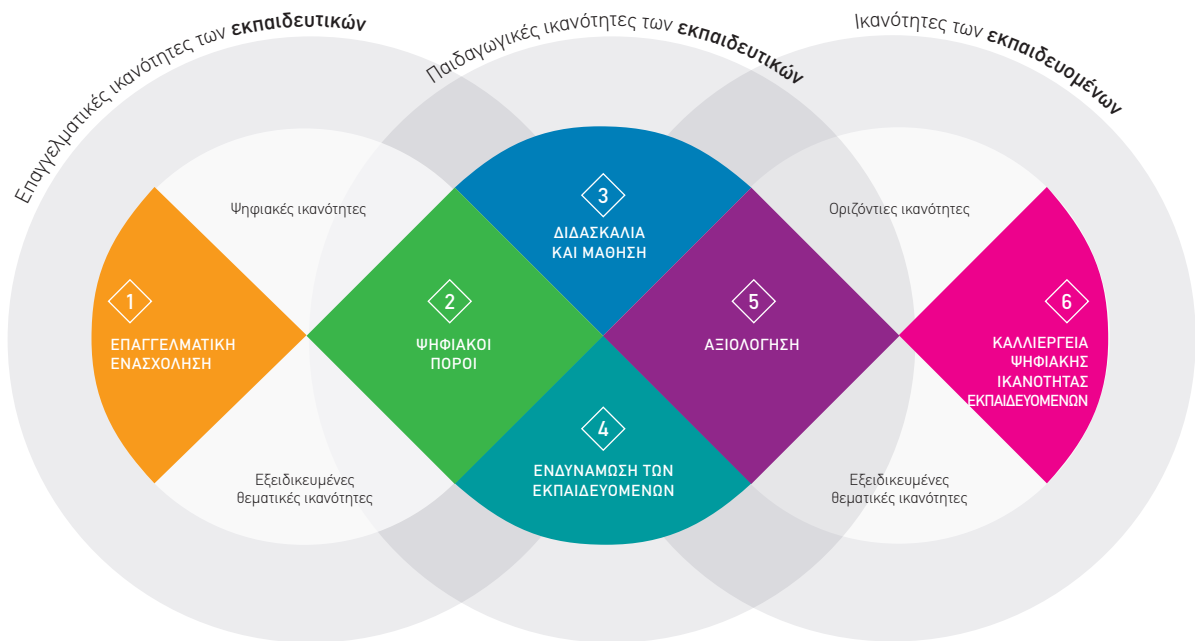 Επαγγελματικές ικανότητες των εκπαιδευτικών
Παιδαγωγικές ικανότητες των εκπαιδευτικών
Ικανότητες των εκπαιδευομένων
Ψηφιακές ικανότητες
Οριζόντιες ικανότητες
3
ΔΙΔΑΣΚΑΛΙΑ
ΚΑΙ ΜΑΘΗΣΗ
1
ΕΠΑΓΓΕΛΜΑΤΙΚΗ
ΕΝΑΣΧΟΛΗΣΗ
2
ΨΗΦΙΑΚΟΙ
ΠΟΡΟΙ
5
ΑΞΙΟΛΟΓΗΣΗ
6
ΚΑΛΛΙΕΡΓΕΙΑ
ΨΗΦΙΑΚΗΣ
ΙΚΑΝΟΤΗΤΑΣ
ΕΚΠΑΙΔΕΥΟΜΕΝΩΝ
4
ΕΝΔΥΝΑΜΩΣΗ ΤΩΝ
ΕΚΠΑΙΔΕΥΟΜΕΝΩΝ
Εξειδικευμένες
θεματικές ικανότητες
Εξειδικευμένες
θεματικές ικανότητες